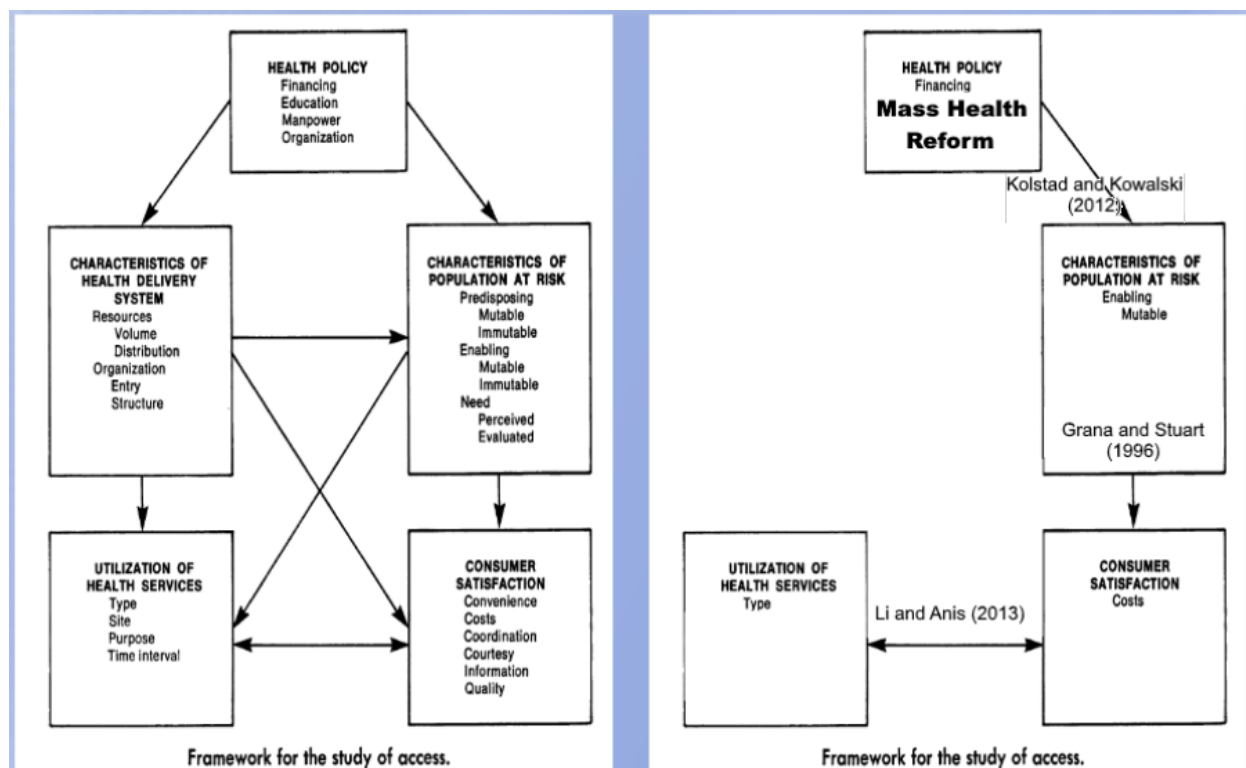 HEALTH POLICY
Financing
Education
Manpower
Organization
CHARACTERISTICS OF
HEALTH DELIVERY
SYSTEM
Resources
Volume
Distribution
Organization
Entry
Structure
CHARACTERISTICS OF
POPULATION AT RISK
Predisposing
Mutable
Immutable
Enabling
Mutable
Immutable
Need
Perceived
Evaluated
UTILIZATION OF
HEALTH SERVICES
Type
Site
Purpose
Time interval
CONSUMER
SATISFACTION
Convenience
Costs
Coordination
Courtesy
Information
Quality
Framework for the study of access.
HEALTH POLICY
Financing
Mass Health
Reform
Kolstad and Kowalski
(2012)
CHARACTERISTICS OF
POPULATION AT RISK
Enabling
Mutable
Grana and Stuart
(1996)
UTILIZATION OF
HEALTH SERVICES
Type
Li and Anis (2013)
CONSUMER
SATISFACTION
Costs
Framework for the study of access.